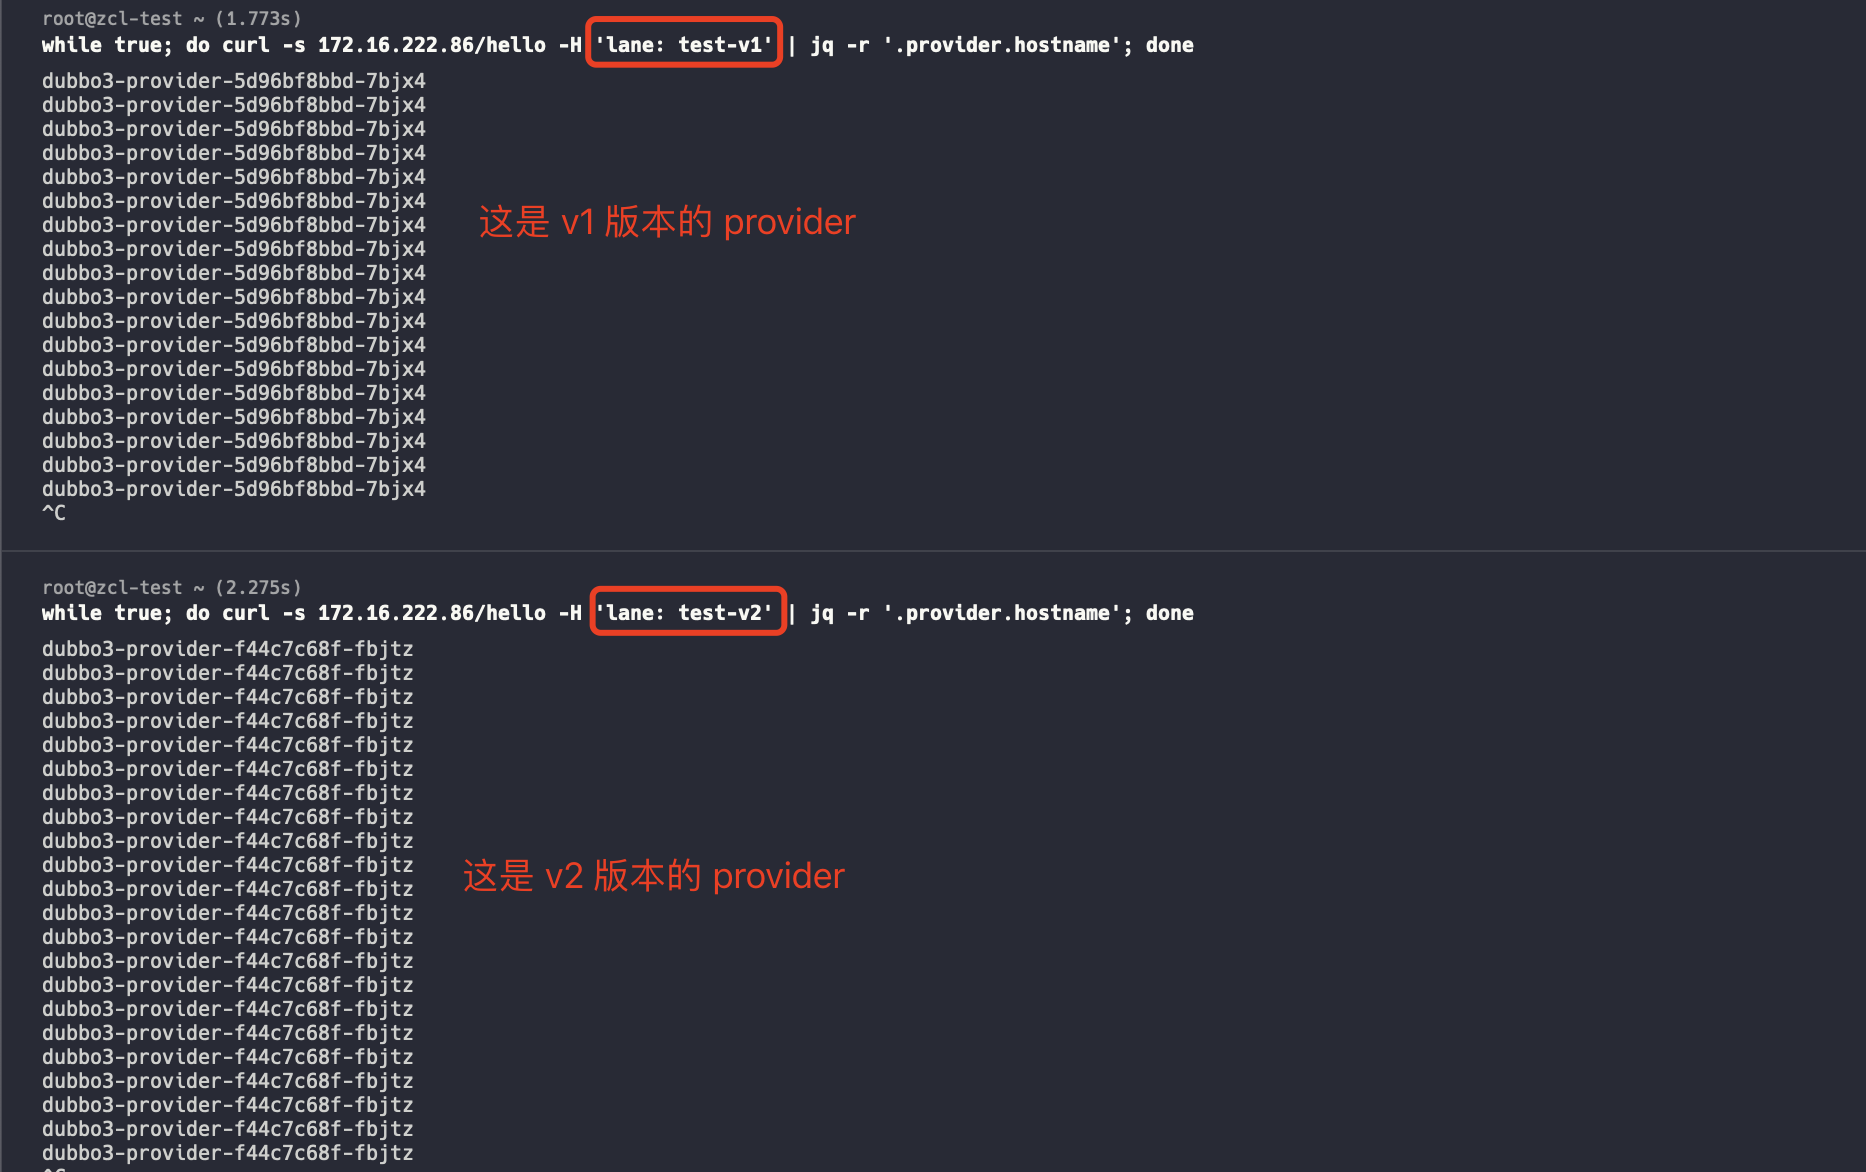 root@zcl-test ~ (1.773s)
while true; do curl -s 172.16.222.86/hello -H 'lane: test-v1' | jq -r '.provider.hostname'; done
dubbo3-provider-5d96bf8bbd-7bjx4
dubbo3-provider-5d96bf8bbd-7bjx4
dubbo3-provider-5d96bf8bbd-7bjx4
dubbo3-provider-5d96bf8bbd-7bjx4
dubbo3-provider-5d96bf8bbd-7bjx4
dubbo3-provider-5d96bf8bbd-7bjx4
dubbo3-provider-5d96bf8bbd-7bjx4
这是 v1 版本的 provider
dubbo3-provider-5d96bf8bbd-7bjx4
dubbo3-provider-5d96bf8bbd-7bjx4
dubbo3-provider-5d96bf8bbd-7bjx4
dubbo3-provider-5d96bf8bbd-7bjx4
dubbo3-provider-5d96bf8bbd-7bjx4
dubbo3-provider-5d96bf8bbd-7bjx4
dubbo3-provider-5d96bf8bbd-7bjx4
dubbo3-provider-5d96bf8bbd-7bjx4
dubbo3-provider-5d96bf8bbd-7bjx4
dubbo3-provider-5d96bf8bbd-7bjx4
dubbo3-provider-5d96bf8bbd-7bjx4
^C
root@zcl-test ~ (2.275s)
while true; do curl -s 172.16.222.86/hello -H 'lane: test-v2' | jq -r '.provider.hostname'; done
dubbo3-provider-f44c7c68f-fbjtz
dubbo3-provider-f44c7c68f-fbjtz
dubbo3-provider-f44c7c68f-fbjtz
dubbo3-provider-f44c7c68f-fbjtz
dubbo3-provider-f44c7c68f-fbjtz
dubbo3-provider-f44c7c68f-fbjtz
dubbo3-provider-f44c7c68f-fbjtz
dubbo3-provider-f44c7c68f-fbjtz
dubbo3-provider-f44c7c68f-fbjtz
dubbo3-provider-f44c7c68f-fbjtz
这是 v2 版本的 provider
dubbo3-provider-f44c7c68f-fbjtz
dubbo3-provider-f44c7c68f-fbjtz
dubbo3-provider-f44c7c68f-fbjtz
dubbo3-provider-f44c7c68f-fbjtz
dubbo3-provider-f44c7c68f-fbjtz
dubbo3-provider-f44c7c68f-fbjtz
dubbo3-provider-f44c7c68f-fbjtz
dubbo3-provider-f44c7c68f-fbjtz
dubbo3-provider-f44c7c68f-fbjtz
dubbo3-provider-f44c7c68f-fbjtz
dubbo3-provider-f44c7c68f-fbjtz
dubbo3-provider-f44c7c68f-fbjtz